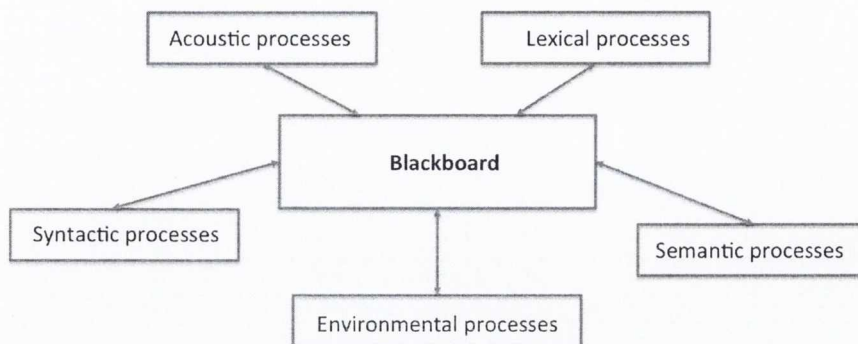 Acoustic processes
Lexical processes
Blackboard
Syntactic processes
Semantic processes
Environmental processes